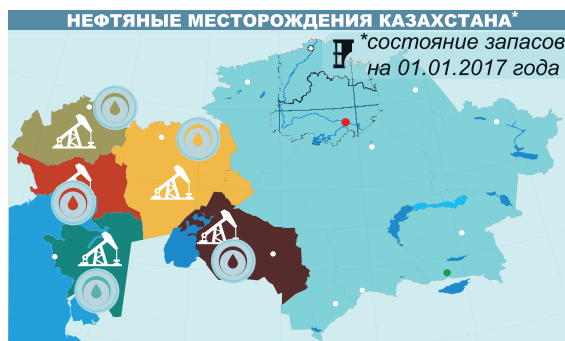 НЕФТЯНЫЕ МЕСТОРОЖДЕНИЯ КАЗАХСТАНА*
*состояние запасов
на 01.01.2017 года